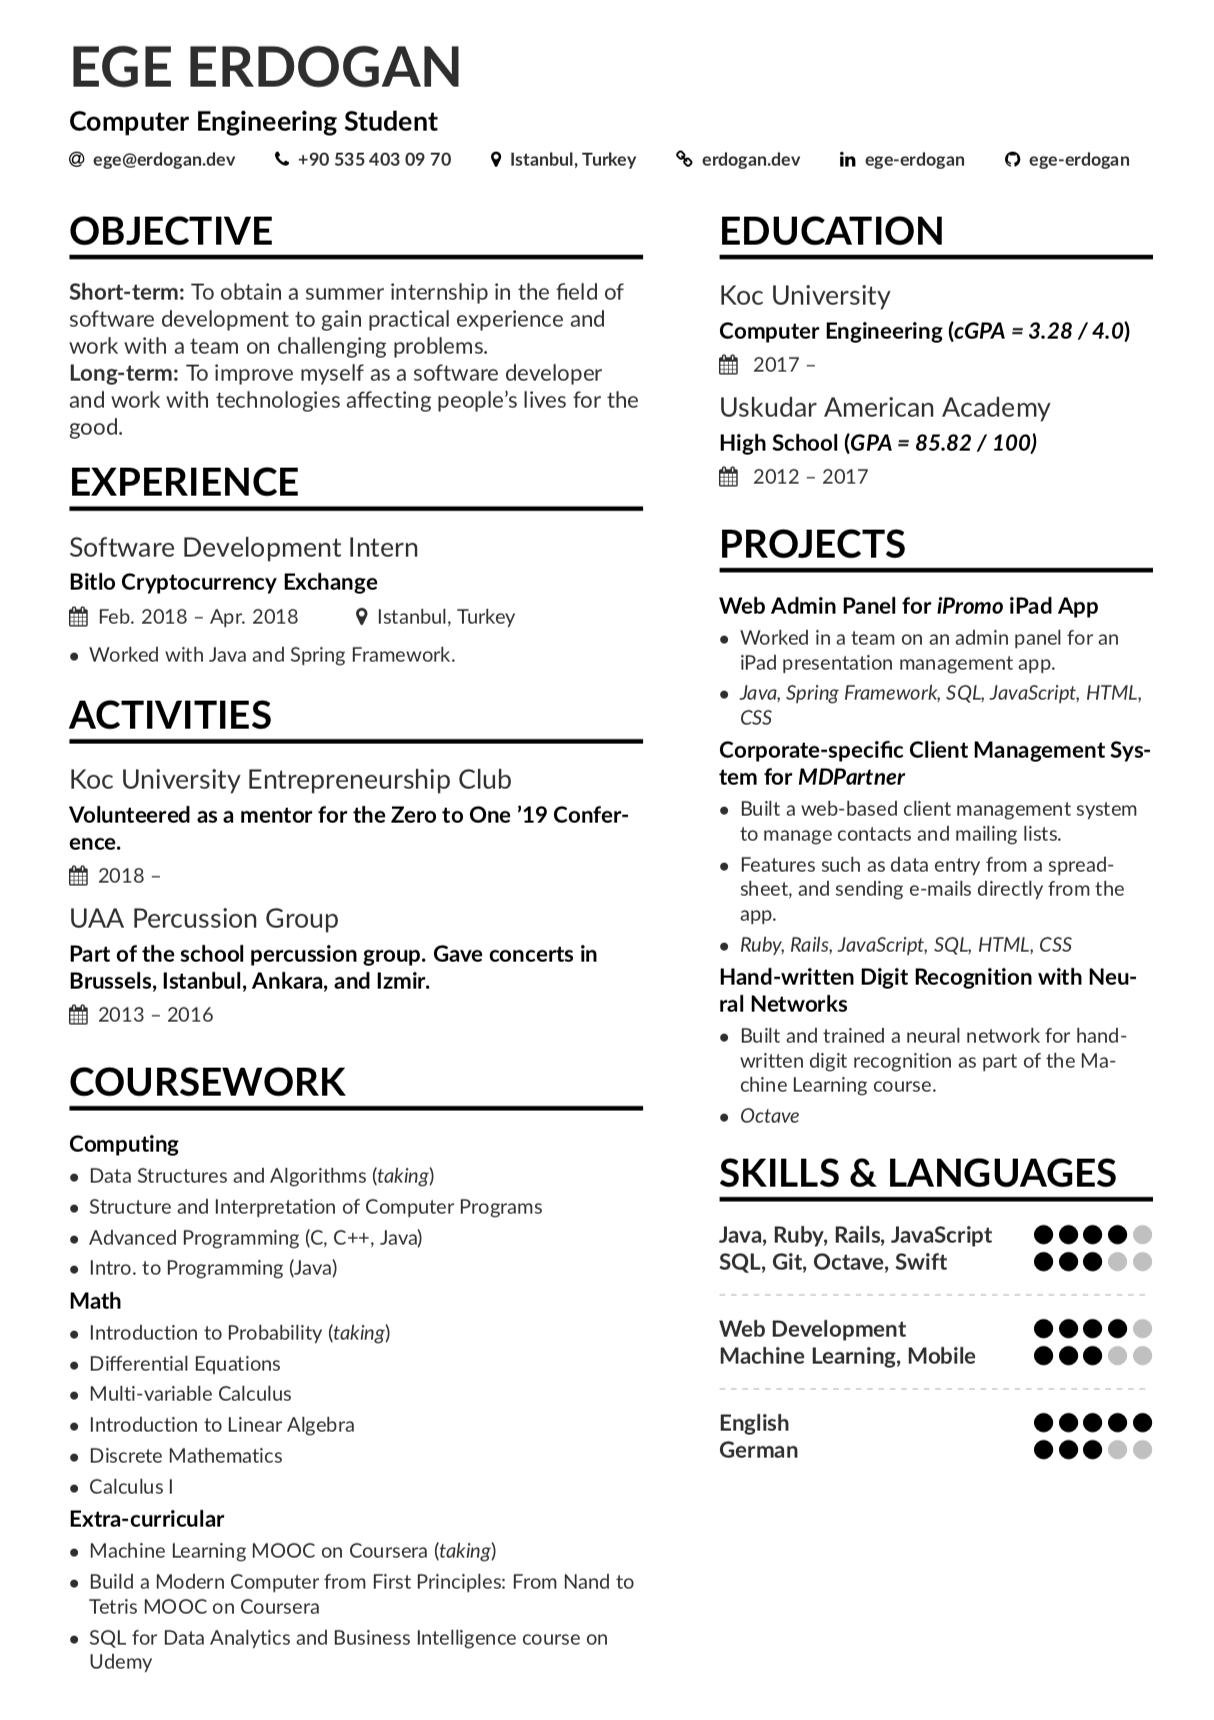 EGE ERDOGAN
Computer Engineering Student
ege@erdogan.dev +90 535 403 09 70 Istanbul, Turkey erdogan.dev ege-erdogan ege-erdogan
OBJECTIVE
Short-term: To obtain a summer internship in the field of
software development to gain practical experience and
work with a team on challenging problems.
Long-term: To improve myself as a software developer
and work with technologies affecting people's lives for the
good.
EXPERIENCE
Software Development Intern
Bitlo Cryptocurrency Exchange
Feb. 2018 – Apr. 2018 Istanbul, Turkey
• Worked with Java and Spring Framework.
ACTIVITIES
Koc University Entrepreneurship Club
Volunteered as a mentor for the Zero to One '19 Confer-
ence.
2018 –
UAA Percussion Group
Part of the school percussion group. Gave concerts in
Brussels, Istanbul, Ankara, and Izmir.
2013 – 2016
COURSEWORK
Computing
• Data Structures and Algorithms (taking)
• Structure and Interpretation of Computer Programs
• Advanced Programming (C, C++, Java)
• Intro. to Programming (Java)
Math
• Introduction to Probability (taking)
• Differential Equations
• Multi-variable Calculus
• Introduction to Linear Algebra
• Discrete Mathematics
• Calculus I
Extra-curricular
• Machine Learning MOOC on Coursera (taking)
• Build a Modern Computer from First Principles: From Nand to
Tetris MOOC on Coursera
• SQL for Data Analytics and Business Intelligence course on
Udemy
EDUCATION
Koc University
Computer Engineering (cGPA = 3.28 / 4.0)
2017 –
Uskudar American Academy
High School (GPA = 85.82 / 100)
2012 – 2017
PROJECTS
Web Admin Panel for iPromo iPad App
• Worked in a team on an admin panel for an
iPad presentation management app.
• Java, Spring Framework, SQL, JavaScript, HTML,
CSS
Corporate-specific Client Management Sys-
tem for MDPartner
• Built a web-based client management system
to manage contacts and mailing lists.
• Features such as data entry from a spread-
sheet, and sending e-mails directly from the
app.
• Ruby, Rails, JavaScript, SQL, HTML, CSS
Hand-written Digit Recognition with Neu-
ral Networks
• Built and trained a neural network for hand-
written digit recognition as part of the Ma-
chine Learning course.
• Octave
SKILLS & LANGUAGES
Java, Ruby, Rails, JavaScript
SQL, Git, Octave, Swift
Web Development
Machine Learning, Mobile
English
German